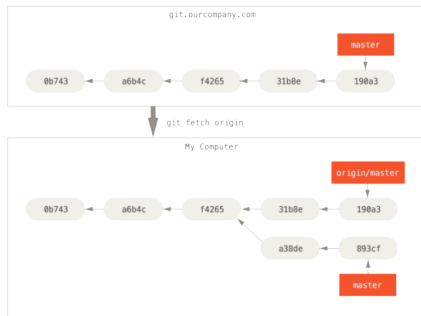 git.ourcompany.com
master
0b743 a6b4c f4265 31b8e 190a3
git fetch origin
My Computer
origin/master
0b743 a6b4c f4265 31b8e 190a3
a38de 893cf
master